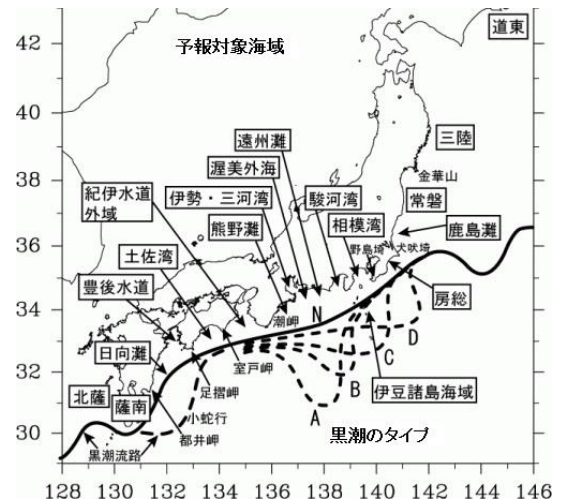 42
40
38
36
34
32
30
128 130 132 134 136 138 140 142 144 146
予報対象海域
道東
三陸
金華山
常磐
鹿島灘
犬吠埼
野島埼
房総
相模湾
駿河湾
遠州灘
渥美外海
伊勢・三河湾
熊野灘
紀伊水道
外域
土佐湾
豊後水道
日向灘
北薩
薩南
潮岬
室戸岬
足摺岬
小蛇行
都井岬
黒潮流路
伊豆諸島海域
黒潮のタイプ
N
A
B
C
D